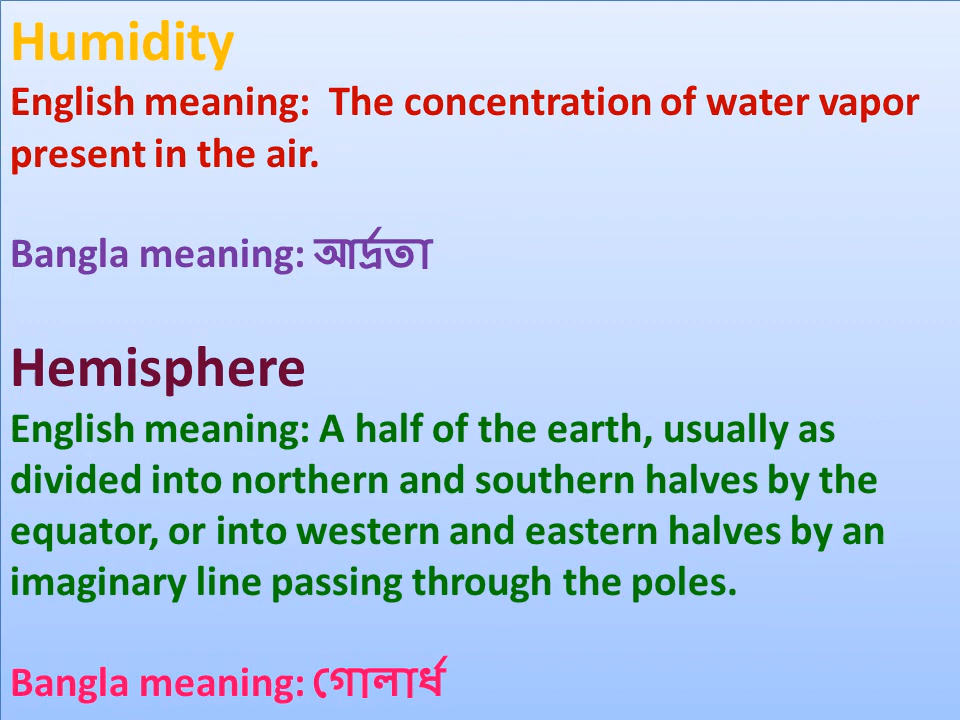 Humidity
English meaning:  The concentration of water vapor
present in the air.
Bangla meaning: আর্দ্রতা
Hemisphere
English meaning: A half of the earth, usually as
divided into northern and southern halves by the
equator, or into western and eastern halves by an
imaginary line passing through the poles.
Bangla meaning: গোলার্ধ